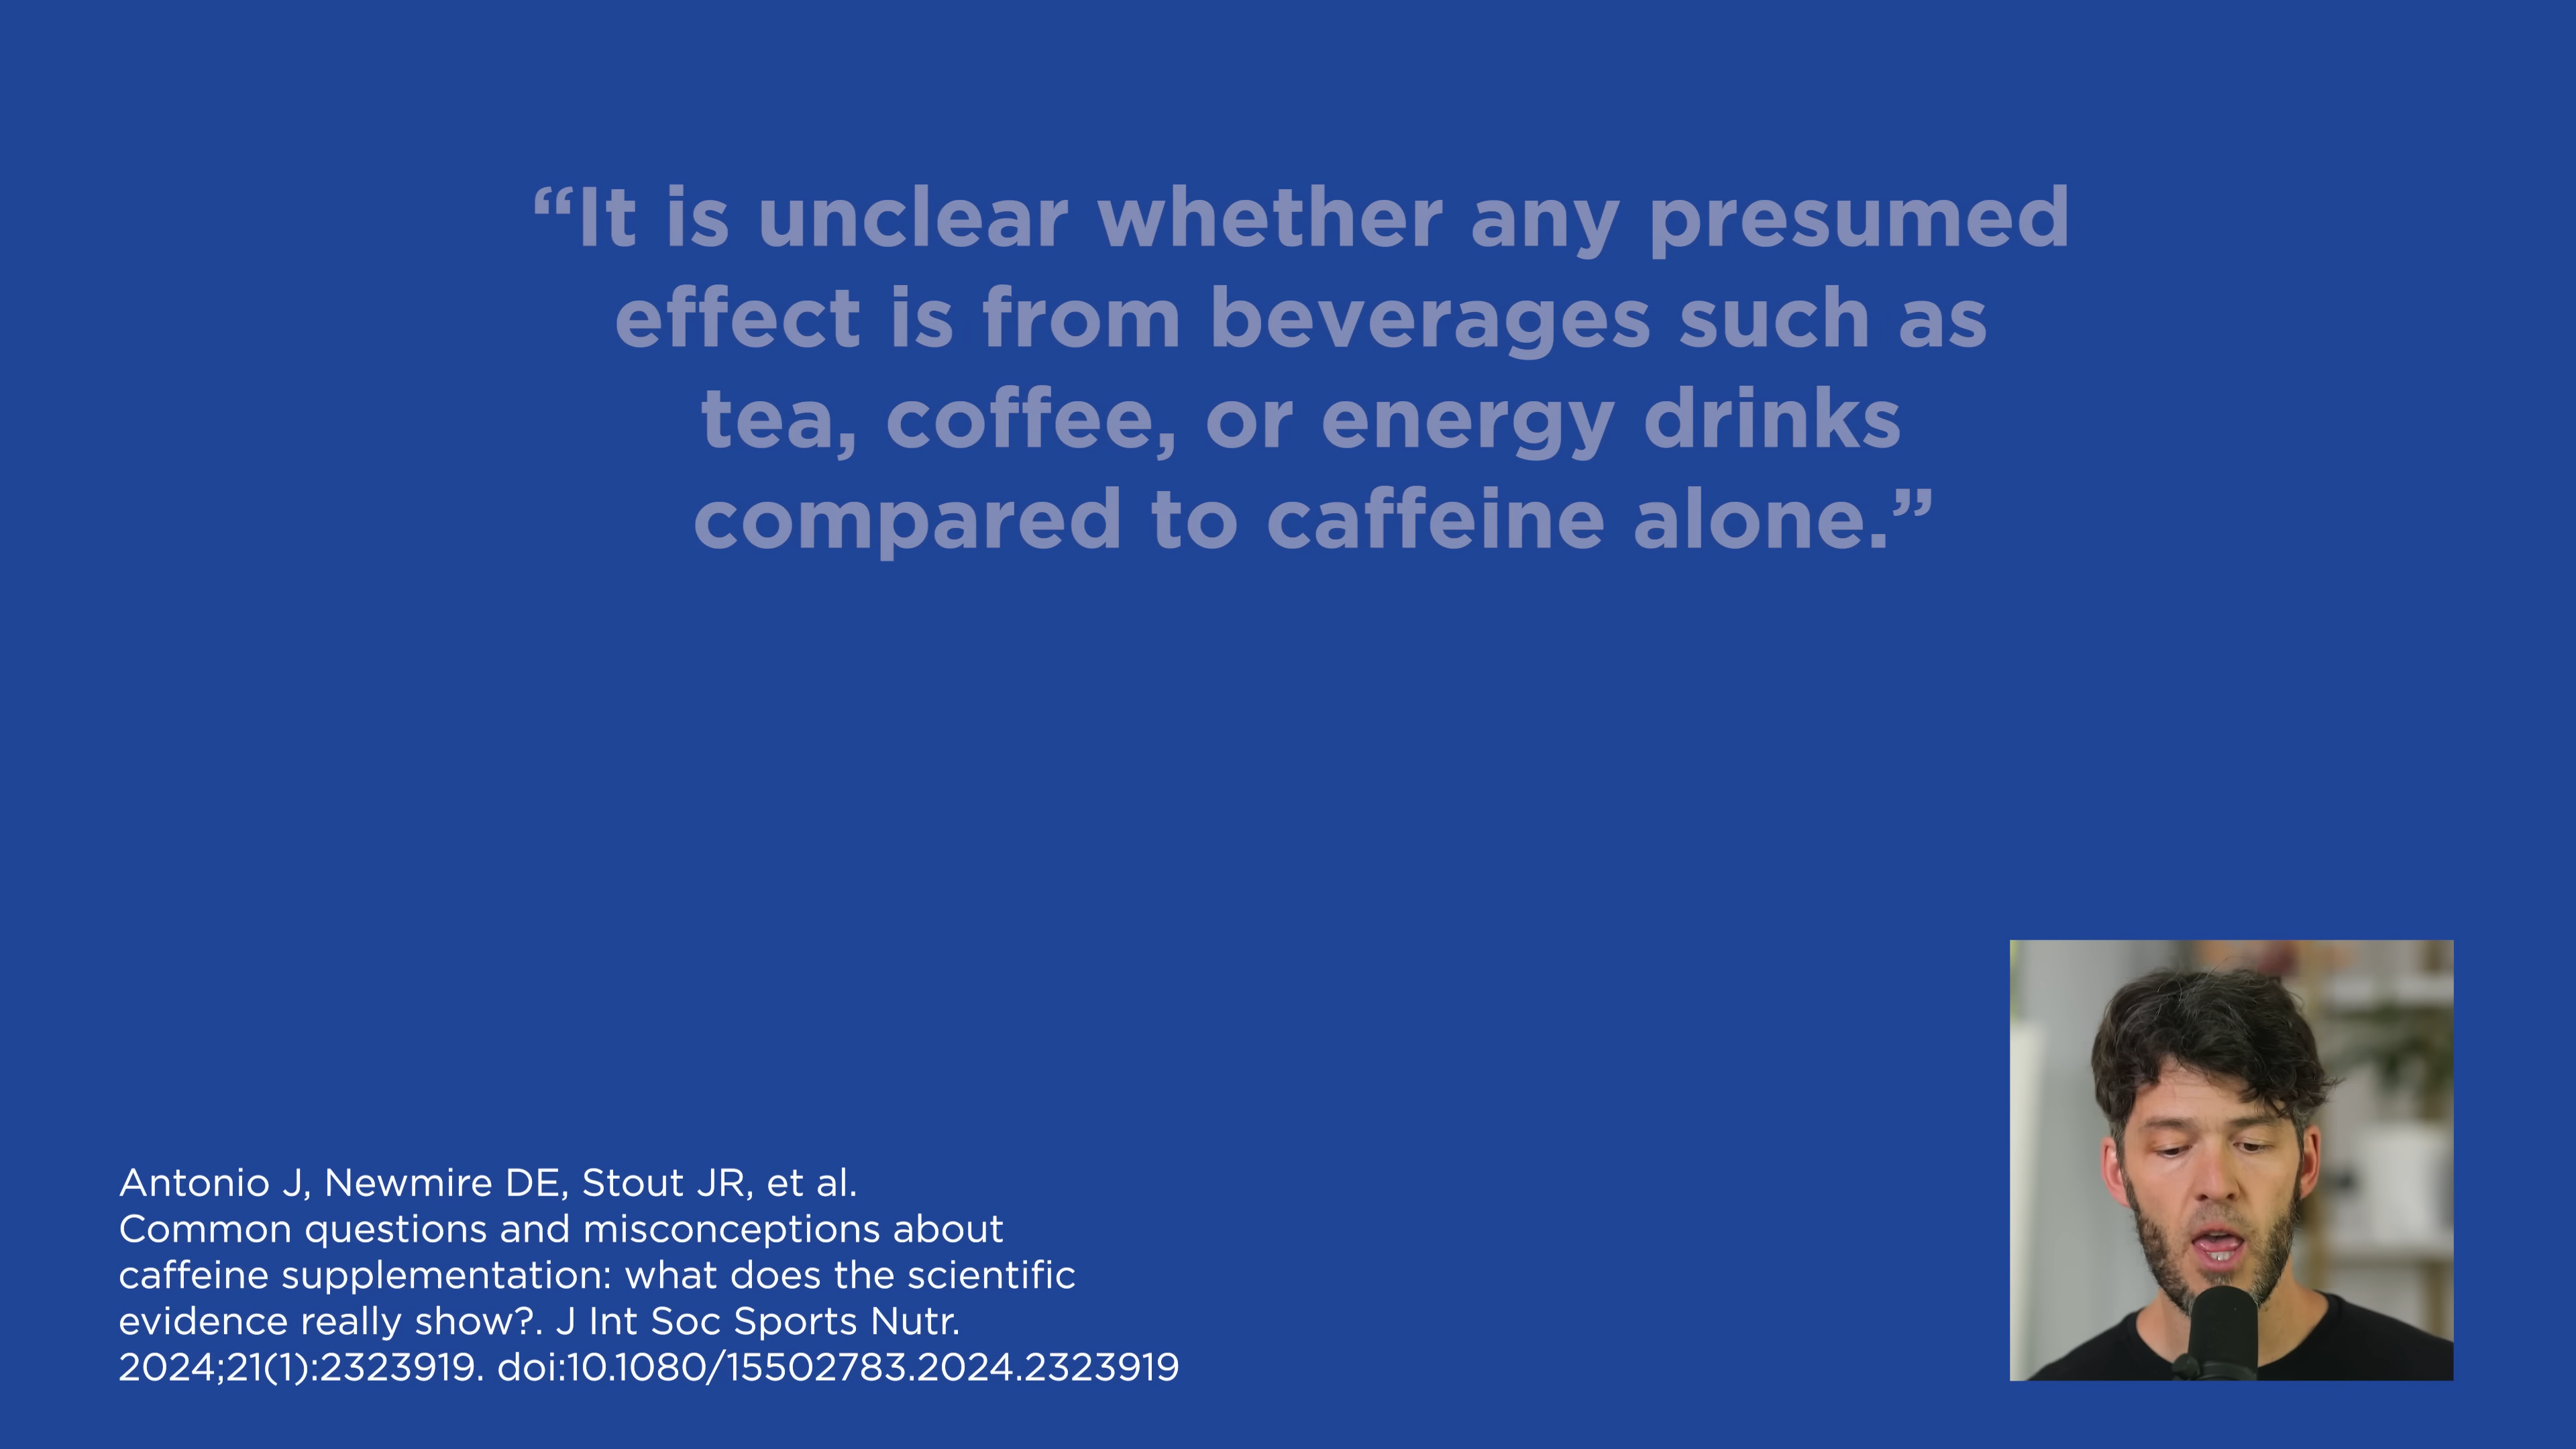 “It is unclear whether any presumed
effect is from beverages such as
tea, coffee, or energy drinks
compared to caffeine alone.”
Antonio J, Newmire DE, Stout JR, et al.
Common questions and misconceptions about
caffeine supplementation: what does the scientific
evidence really show?. J Int Soc Sports Nutr.
2024;21(1):2323919. doi:10.1080/15502783.2024.2323919